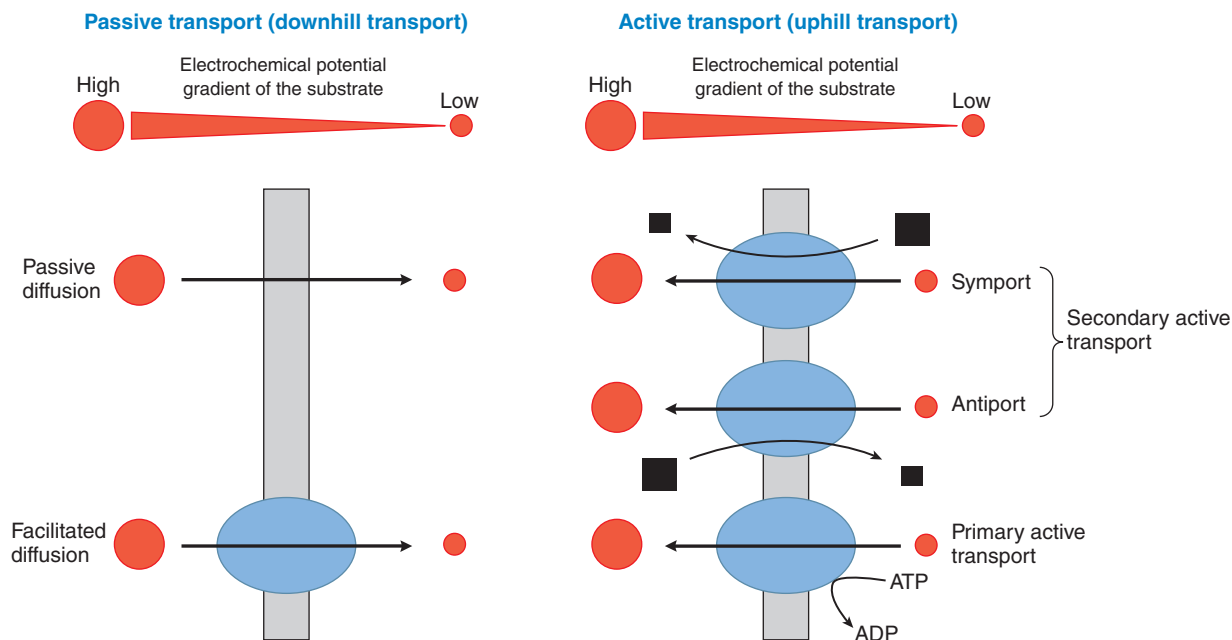 Passive transport (downhill transport)
High
Electrochemical potential
gradient of the substrate
Low
Passive
diffusion
Facilitated
diffusion
Active transport (uphill transport)
High
Electrochemical potential
gradient of the substrate
Low
Symport
Secondary active
transport
Antiport
Primary active
transport
ATP
ADP